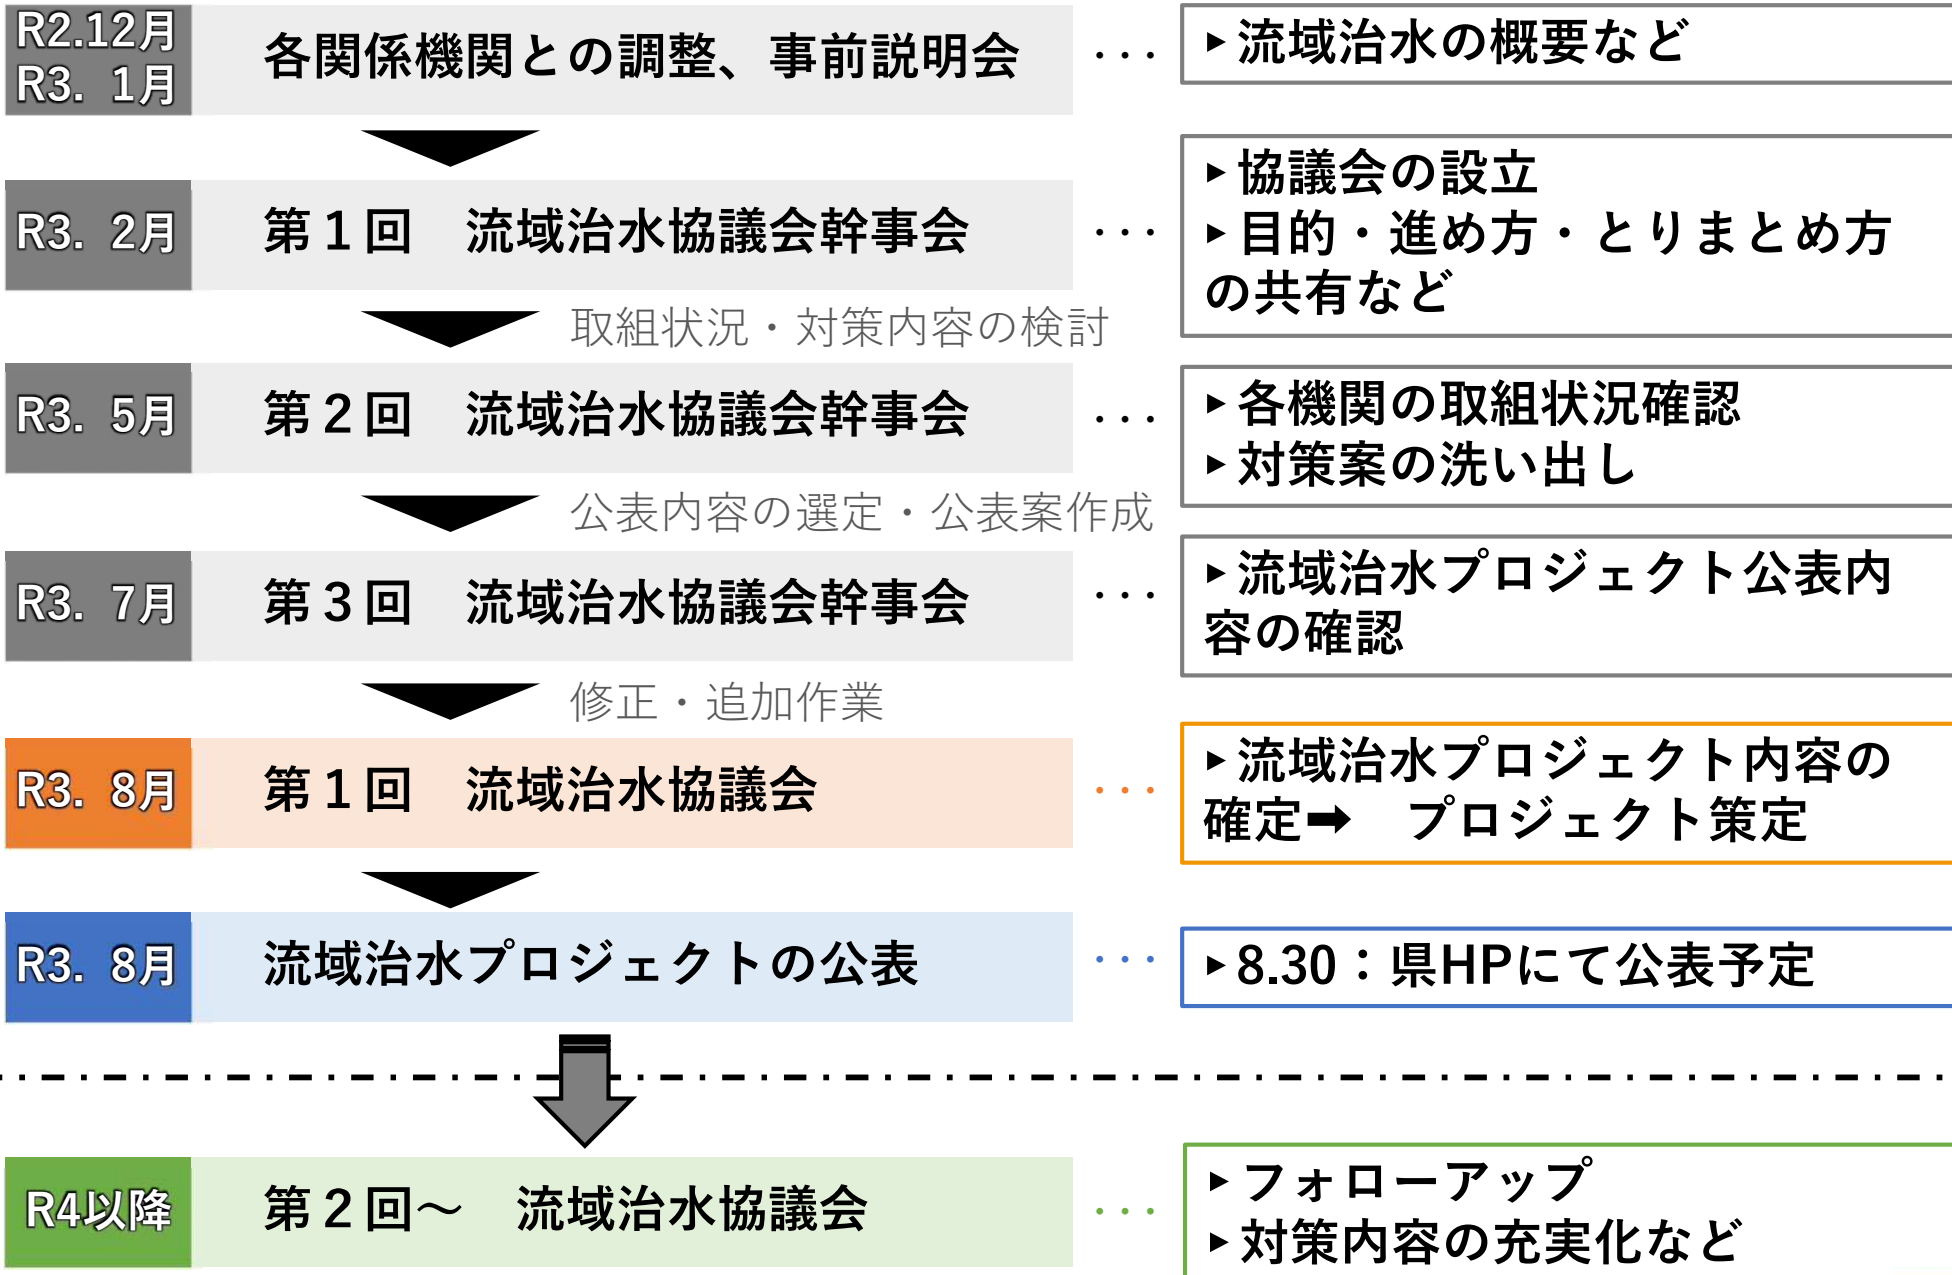 R2.12月
R3. 1月
各関係機関との調整、事前説明会
・・・
▸流域治水の概要など
R3. 2月
第1回　流域治水協議会幹事会
・・・
▸協議会の設立
▸目的・進め方・とりまとめ方
の共有など
取組状況・対策内容の検討
R3. 5月
第2回　流域治水協議会幹事会
・・・
▸各機関の取組状況確認
▸対策案の洗い出し
公表内容の選定・公表案作成
R3. 7月
第3回　流域治水協議会幹事会
・・・
▸流域治水プロジェクト公表内
容の確認
修正・追加作業
R3. 8月
第1回　流域治水協議会
・・・
▸流域治水プロジェクト内容の
確定➡　プロジェクト策定
R3. 8月
流域治水プロジェクトの公表
・・・
▸8.30：県HPにて公表予定
R4以降
第2回～　流域治水協議会
・・・
▸フォローアップ
▸対策内容の充実化など